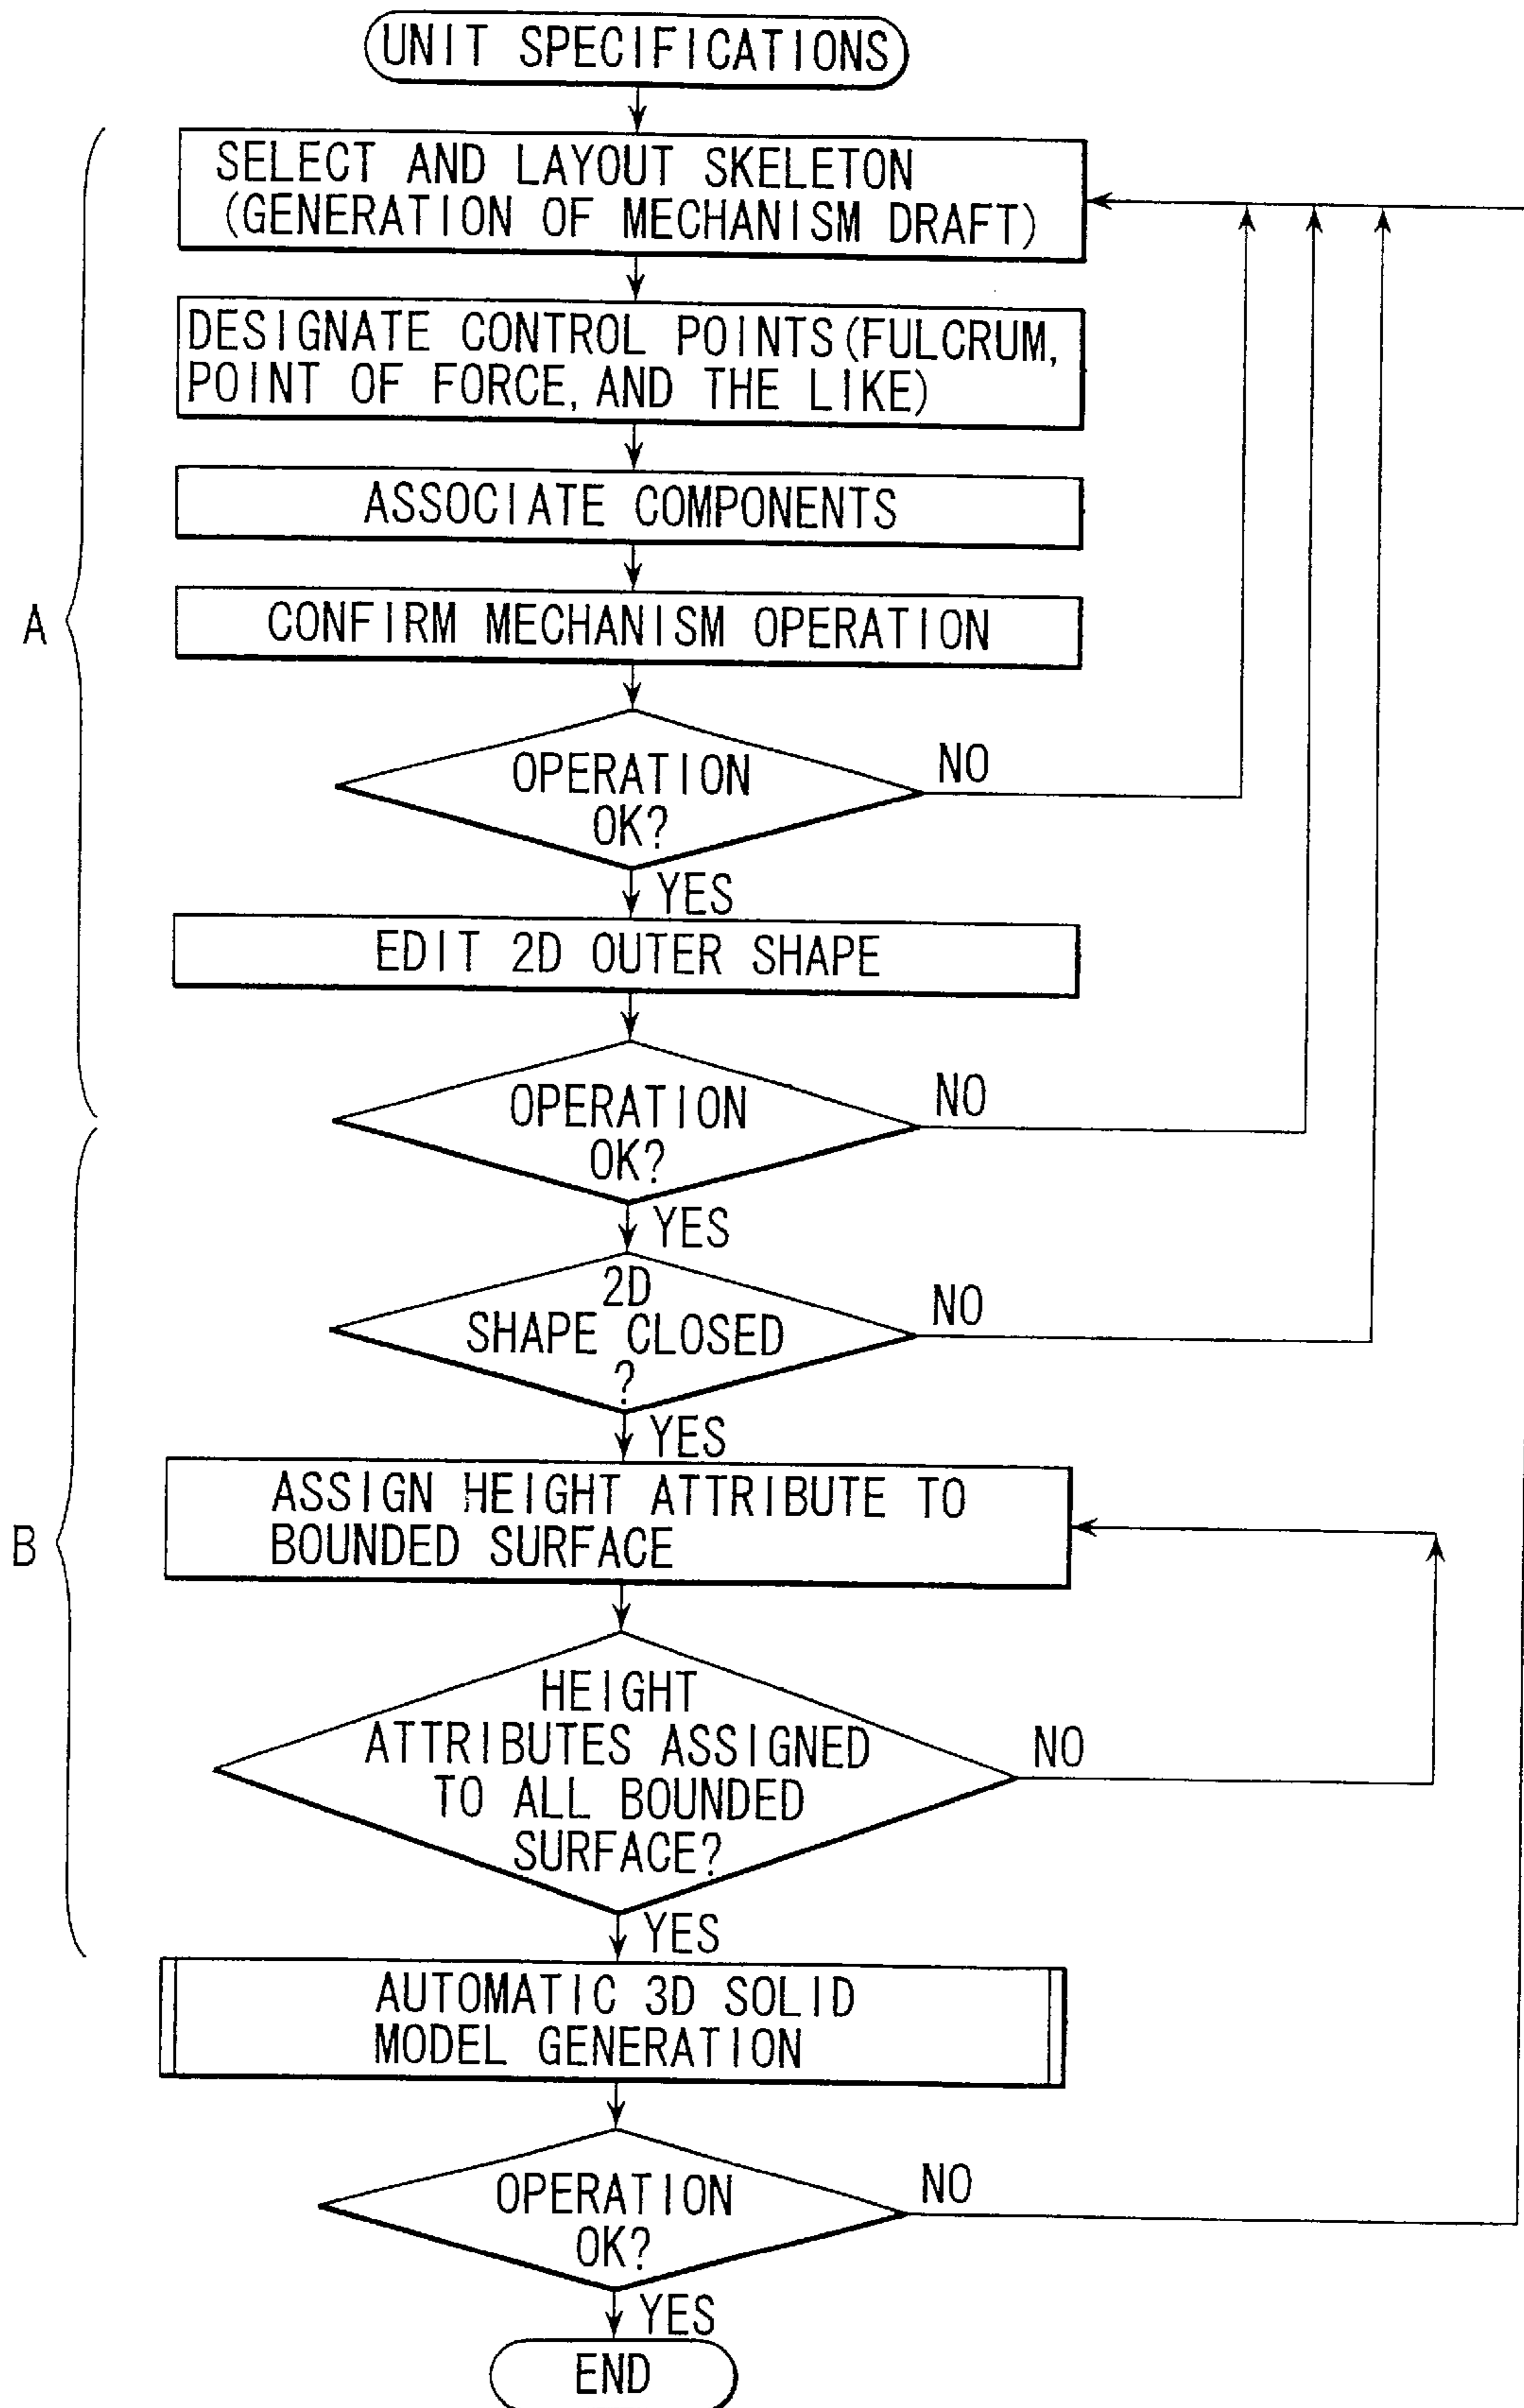 UNIT SPECIFICATIONS
SELECT AND LAYOUT SKELETON
(GENERATION OF MECHANISM DRAFT)
DESIGNATE CONTROL POINTS (FULCRUM,
POINT OF FORCE, AND THE LIKE)
ASSOCIATE COMPONENTS
A
CONFIRM MECHANISM OPERATION
OPERATION
OK?
NO
YES
EDIT 2D OUTER SHAPE
OPERATION
OK?
NO
YES
2D
SHAPE CLOSED
?
NO
YES
ASSIGN HEIGHT ATTRIBUTE TO
BOUNDED SURFACE
B
HEIGHT
ATTRIBUTES ASSIGNED
TO ALL BOUNDED
SURFACE?
NO
YES
AUTOMATIC 3D SOLID
MODEL GENERATION
OPERATION
OK?
NO
YES
END